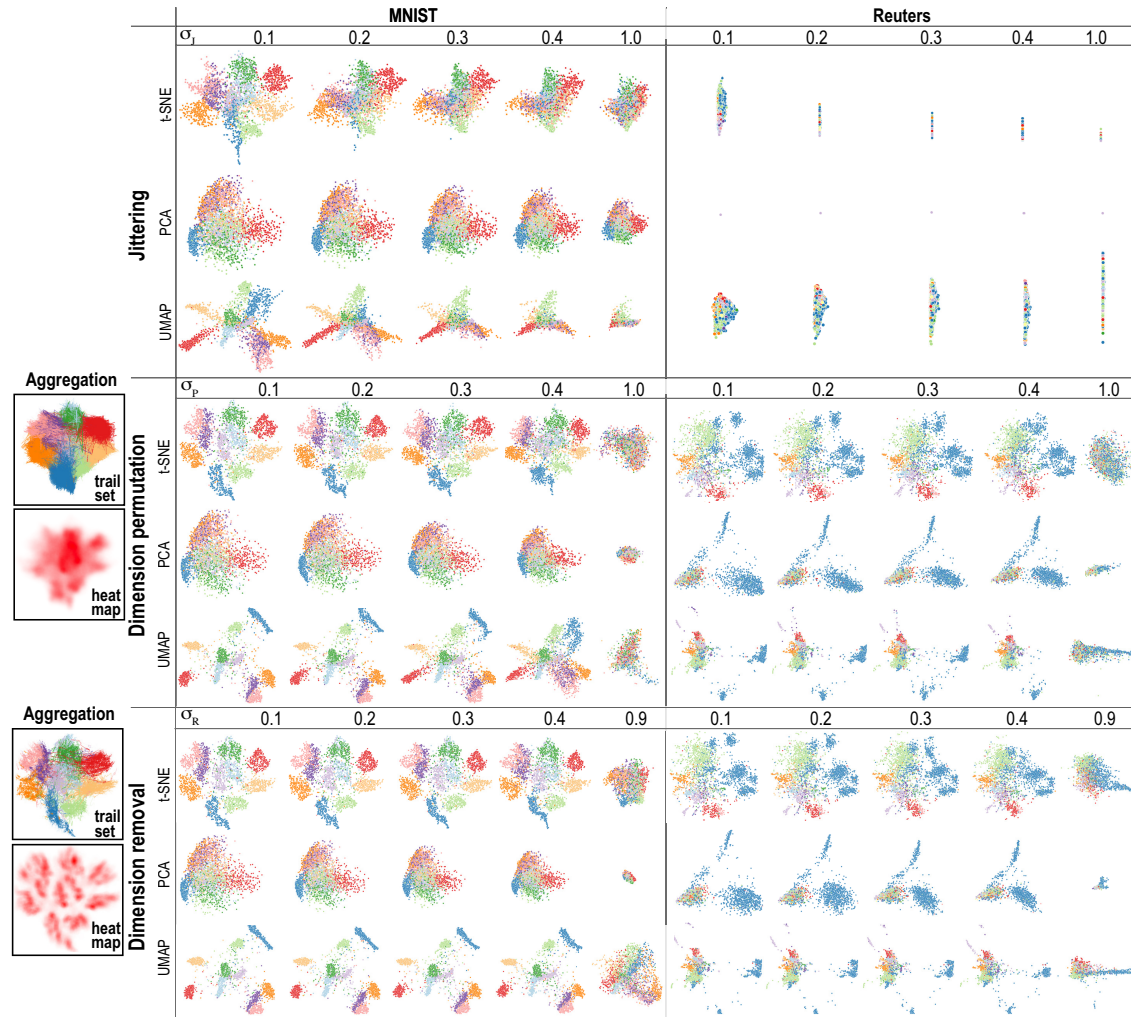 MNIST Reuters
σJ 0.1 0.2 0.3 0.4 1.0 0.1 0.2 0.3 0.4 1.0
Jittering
t-SNE
PCA
UMAP
Aggregation
trail
set
heat
map
Dimension permutation
σP 0.1 0.2 0.3 0.4 1.0 0.1 0.2 0.3 0.4 1.0
t-SNE
PCA
UMAP
Aggregation
trail
set
heat
map
Dimension removal
σR 0.1 0.2 0.3 0.4 0.9 0.1 0.2 0.3 0.4 0.9
t-SNE
PCA
UMAP